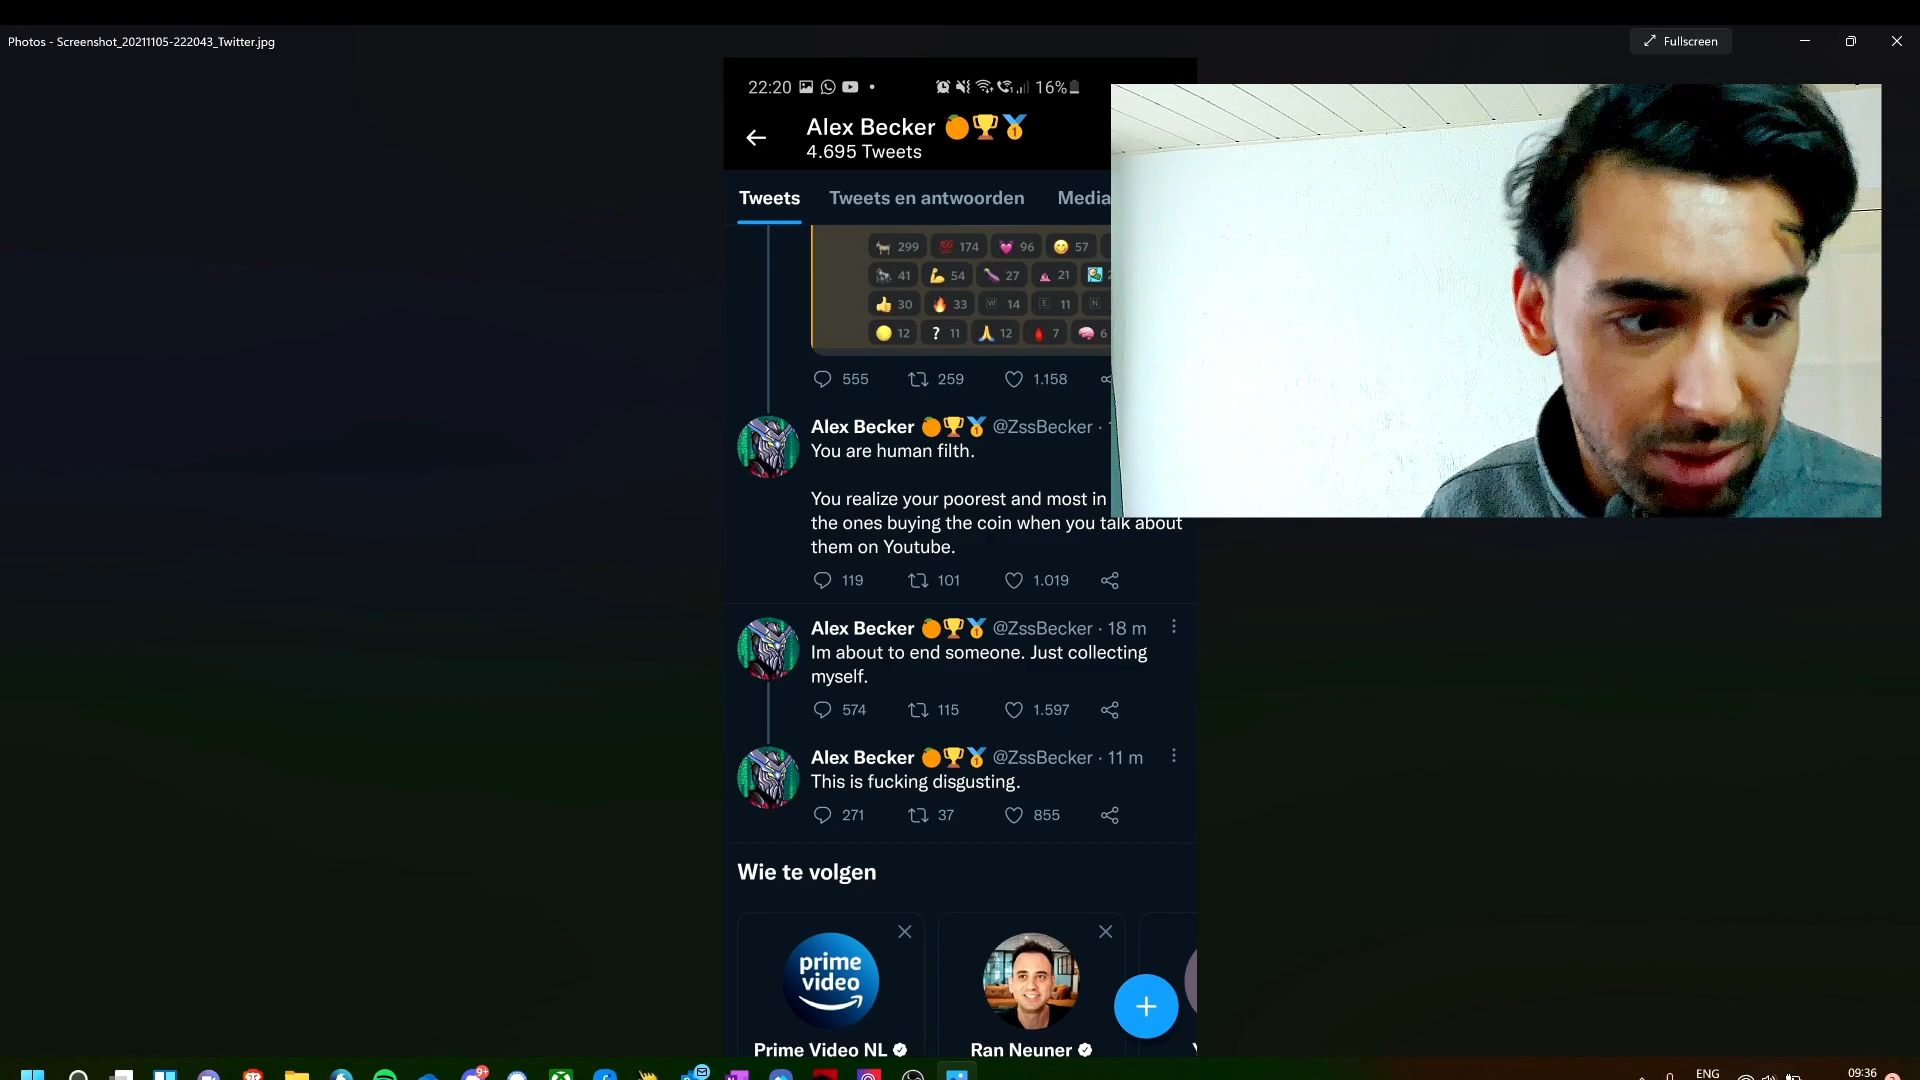 Photos - Screenshot_20211105-222043_Twitter.jpg
Fullscreen
22:20
16%
Alex Becker 🍊🏆🥇
4.695 Tweets
Tweets
Tweets en antwoorden
Media
299 174 96 57
41 54 27 21
30 33 14 11
12 ? 11 12 7 6
555 259 1.158
Alex Becker 🍊🏆🥇 @ZssBecker ·
You are human filth.
You realize your poorest and most in
the ones buying the coin when you talk about
them on Youtube.
119 101 1.019
Alex Becker 🍊🏆🥇 @ZssBecker · 18 m
Im about to end someone. Just collecting
myself.
574 115 1.597
Alex Becker 🍊🏆🥇 @ZssBecker · 11 m
This is fucking disgusting.
271 37 855
Wie te volgen
prime
video
Prime Video NL
Ran Neuner
9+
ENG
09:36